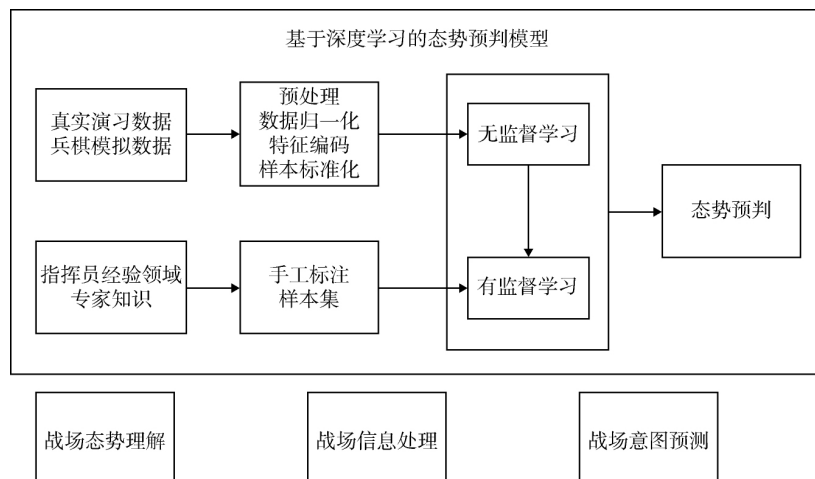 基于深度学习的态势预判模型
真实演习数据
兵棋模拟数据
预处理
数据归一化
特征编码
样本标准化
无监督学习
态势预判
指挥员经验领域
专家知识
手工标注
样本集
有监督学习
战场态势理解
战场信息处理
战场意图预测